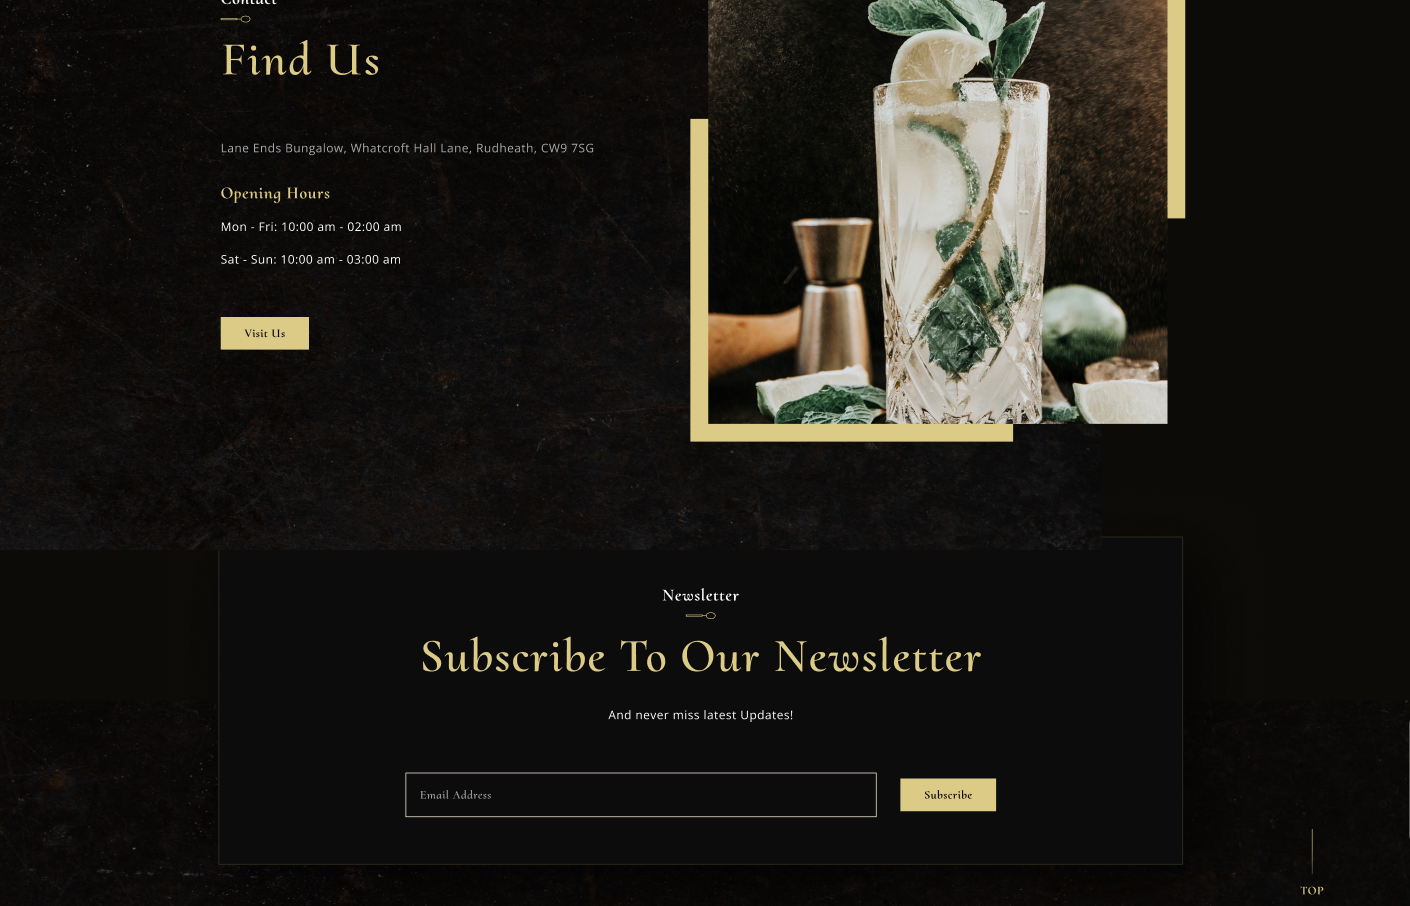 Contact
Find Us
Lane Ends Bungalow, Whatcroft Hall Lane, Rudheath, CW9 7SG
Opening Hours
Mon - Fri: 10:00 am - 02:00 am
Sat - Sun: 10:00 am - 03:00 am
Visit Us
Newsletter
Subscribe To Our Newsletter
And never miss latest Updates!
Email Address
Subscribe
TOP